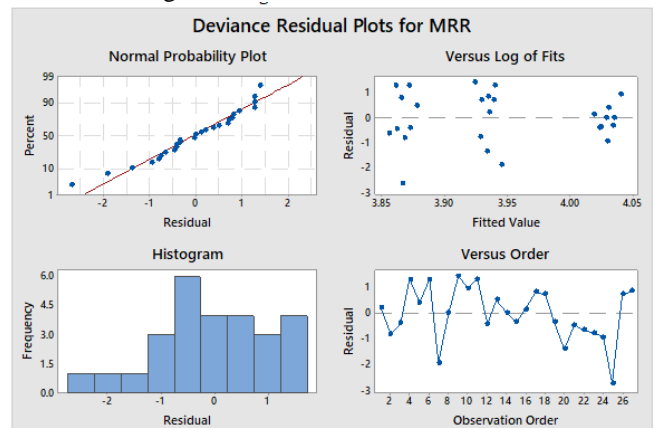 Deviance Residual Plots for MRR
Normal Probability Plot
99
90
50
10
1
Percent
-2 -1 0 1 2
Residual
Versus Log of Fits
1
0
-1
-2
-3
Residual
3.85 3.90 3.95 4.00 4.05
Fitted Value
Histogram
6.0
4.5
3.0
1.5
0.0
Frequency
-2 -1 0 1
Residual
Versus Order
1
0
-1
-2
-3
Residual
2 4 6 8 10 12 14 16 18 20 22 24 26
Observation Order